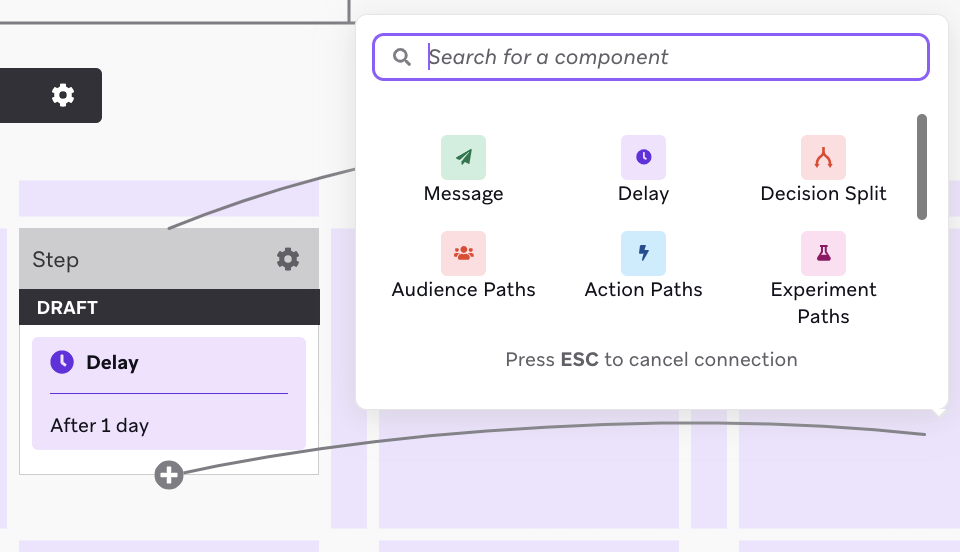 Search for a component
Message
Delay
Decision Split
Audience Paths
Action Paths
Experiment
Paths
Press ESC to cancel connection
Step
DRAFT
Delay
After 1 day